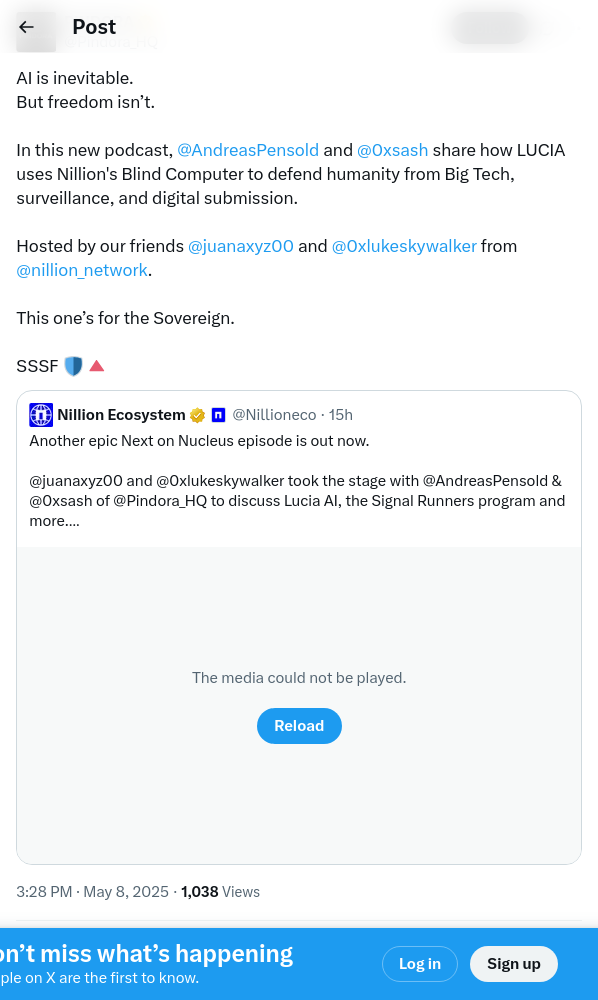 Post
AI is inevitable.
But freedom isn’t.
In this new podcast, @AndreasPensold and @0xsash share how LUCIA
uses Nillion's Blind Computer to defend humanity from Big Tech,
surveillance, and digital submission.
Hosted by our friends @juanaxyz00 and @0xlukeskywalker from
@nillion_network.
This one’s for the Sovereign.
SSSF 🛡️🔺
Nillion Ecosystem @Nillioneco · 15h
Another epic Next on Nucleus episode is out now.
@juanaxyz00 and @0xlukeskywalker took the stage with @AndreasPensold &
@0xsash of @Pindora_HQ to discuss Lucia AI, the Signal Runners program and
more....
The media could not be played.
Reload
3:28 PM · May 8, 2025 · 1,038 Views
on’t miss what’s happening
ple on X are the first to know.
Log in
Sign up